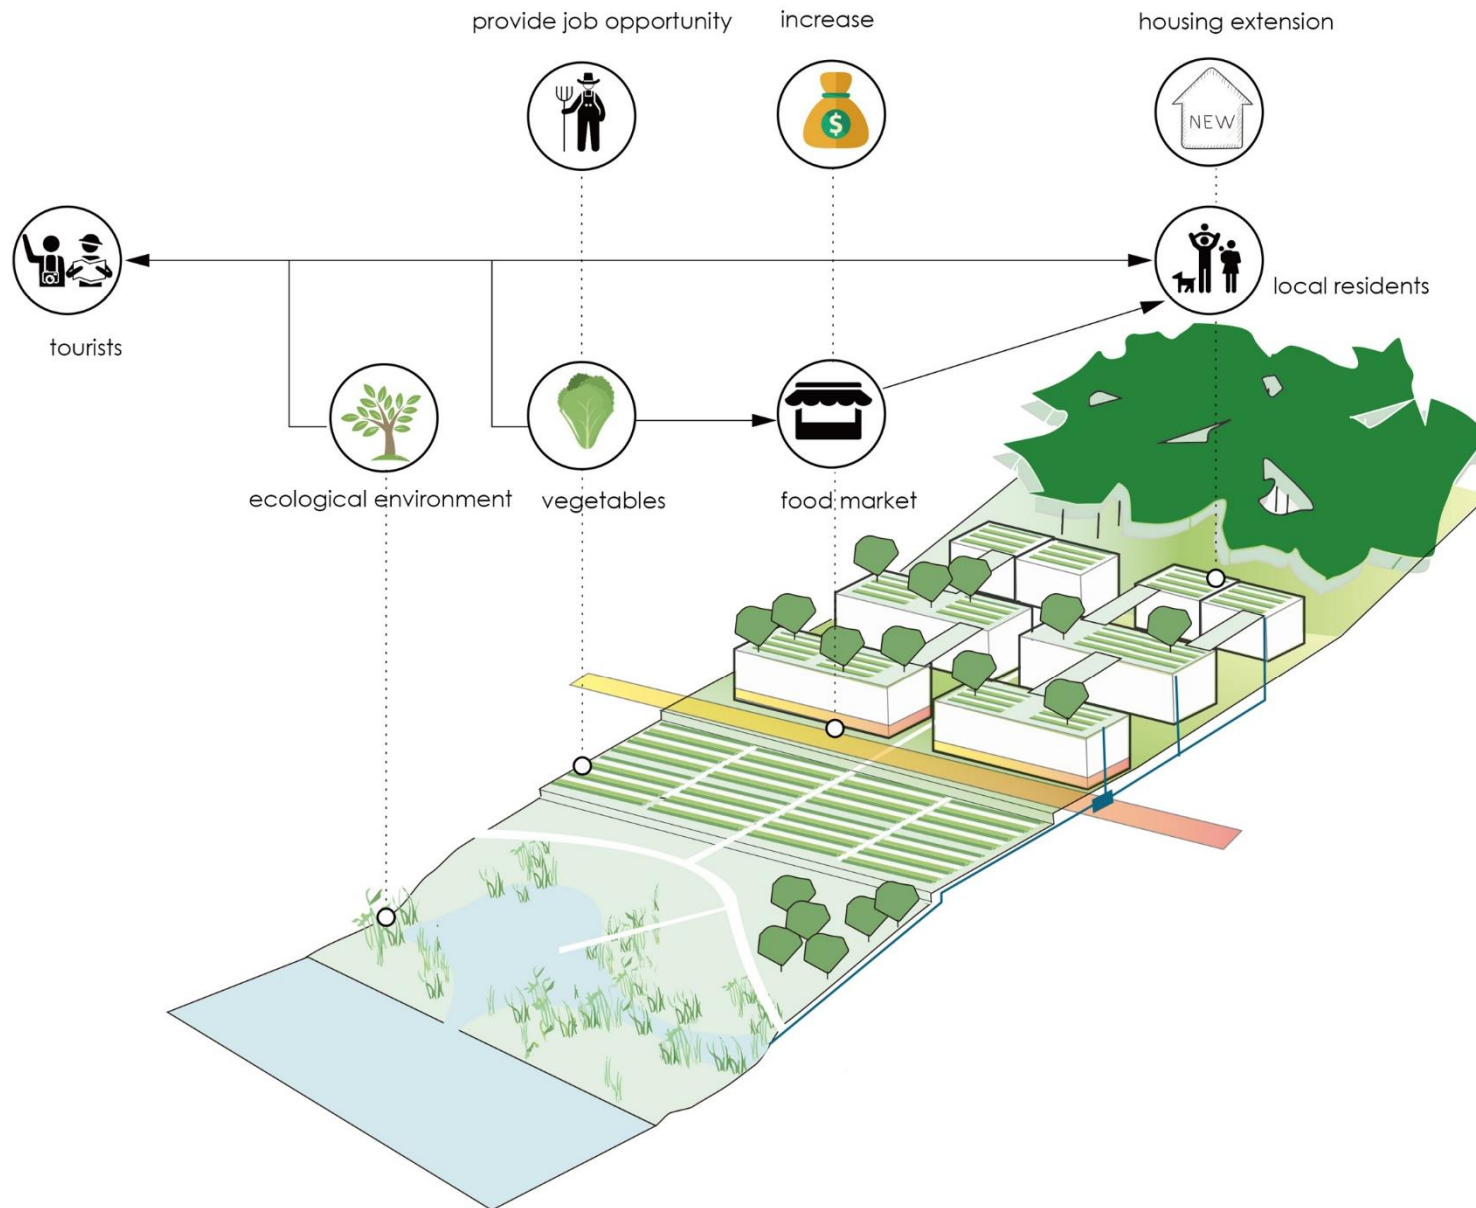 provide job opportunity
increase
housing extension
$
NEW
tourists
local residents
ecological environment
vegetables
food market